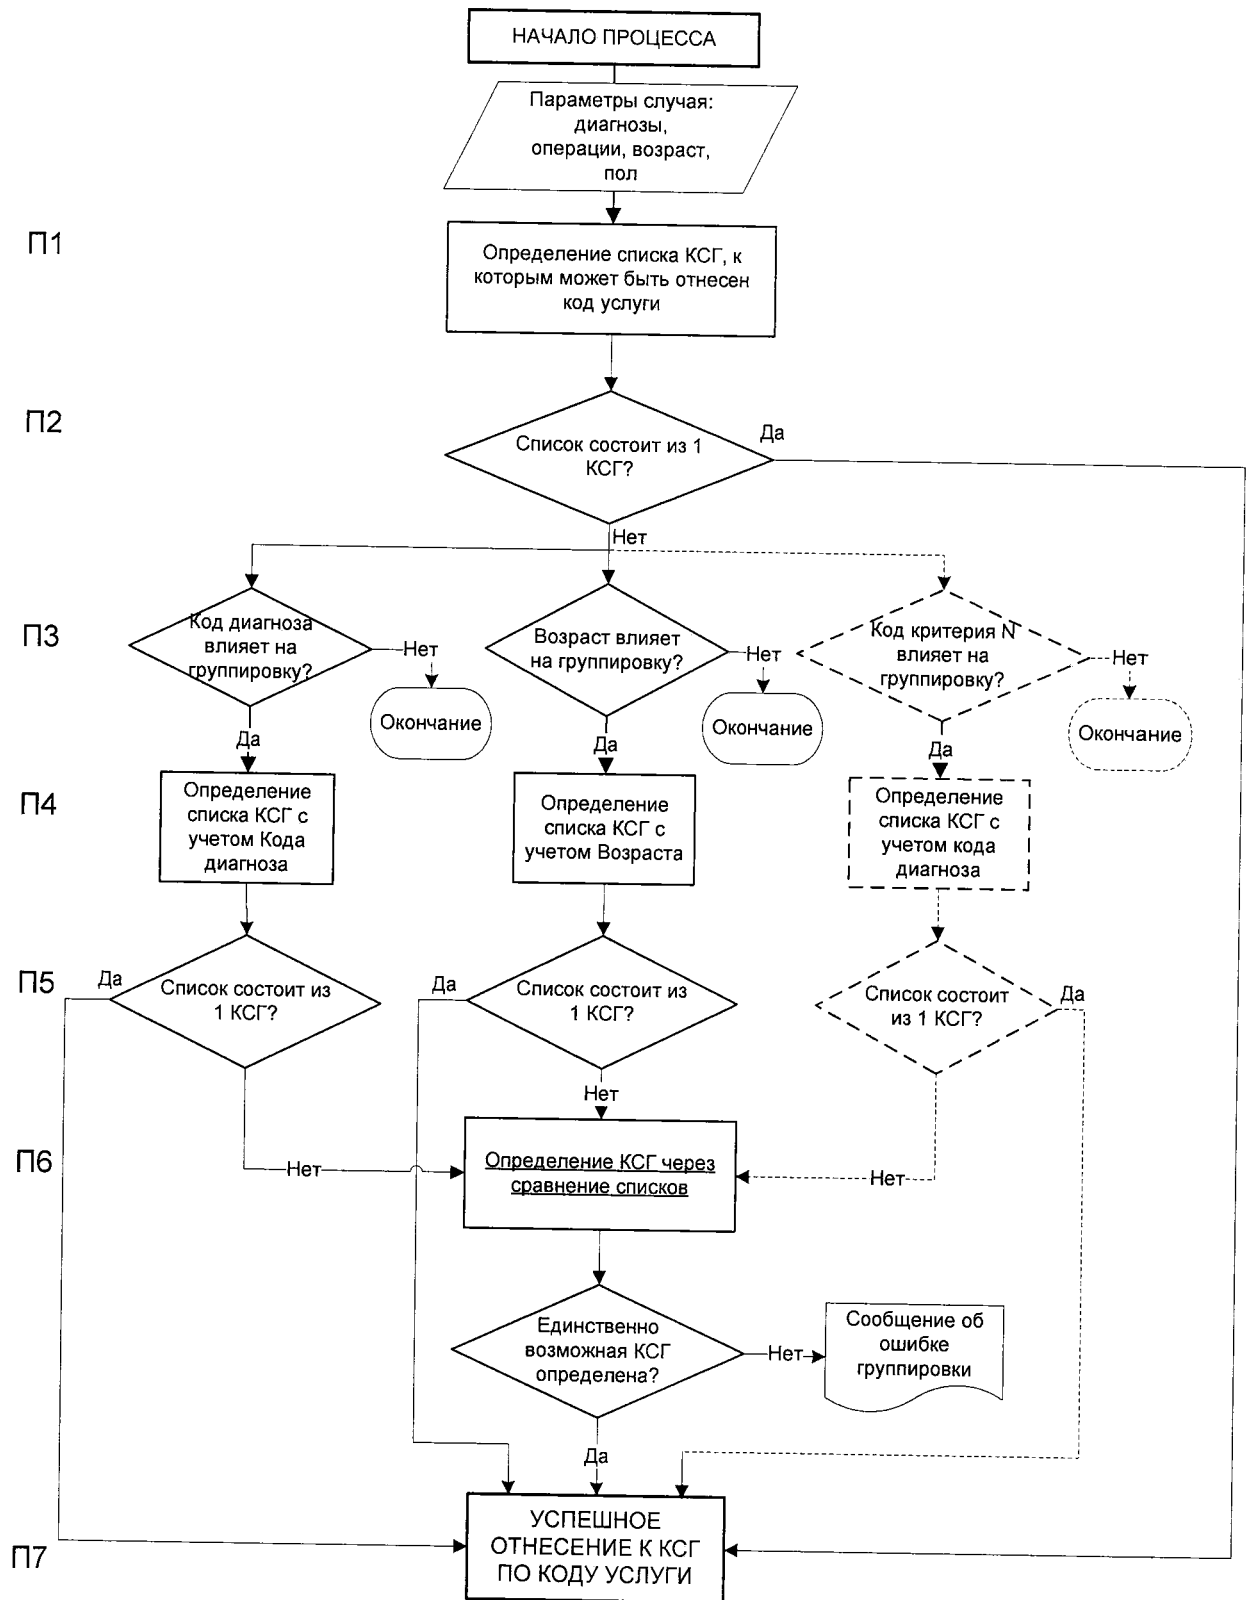 НАЧАЛО ПРОЦЕССА
Параметры случая:
диагнозы,
операции, возраст,
пол
П1
Определение списка КСГ, к
которым может быть отнесен
код услуги
П2
Список состоит из 1
КСГ?
Да
Нет
П3
Код диагноза
влияет на
группировку?
Нет
Окончание
Возраст влияет
на группировку?
Нет
Окончание
Код критерия N
влияет на
группировку?
Нет
Окончание
Да
Да
Да
П4
Определение
списка КСГ с
учетом Кода
диагноза
Определение
списка КСГ с
учетом Возраста
Определение
списка КСГ с
учетом кода
диагноза
П5
Да
Список состоит из
1 КСГ?
Да
Список состоит из
1 КСГ?
Список состоит
из 1 КСГ?
Да
Нет
П6
Нет
Определение КСГ через
сравнение списков
Нет
Единственно
возможная КСГ
определена?
Нет
Сообщение об
ошибке
группировки
Да
П7
УСПЕШНОЕ
ОТНЕСЕНИЕ К КСГ
ПО КОДУ УСЛУГИ